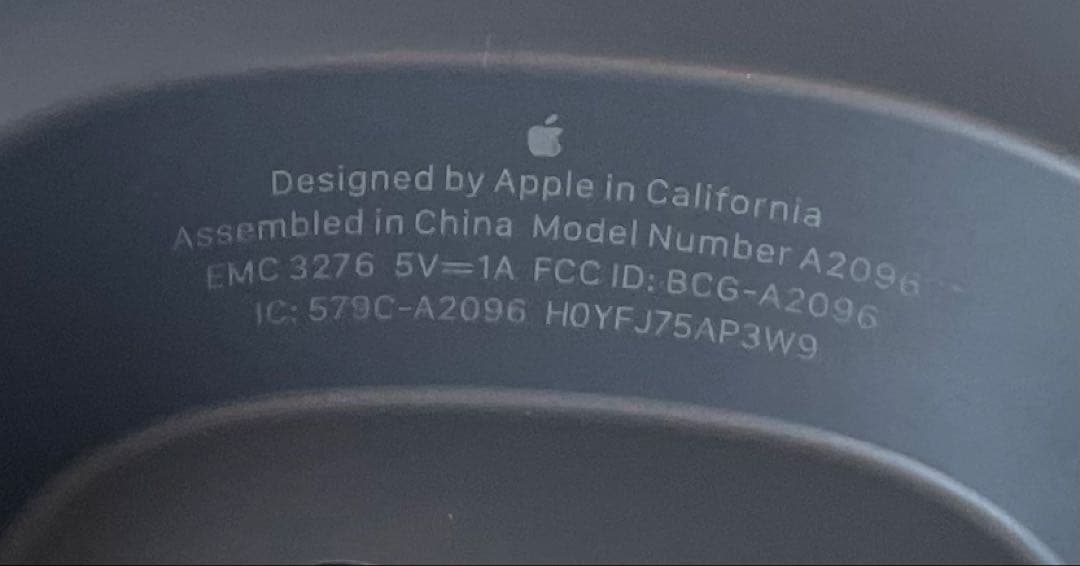 Designed by Apple in California
Assembled in China Model Number A2096
EMC 3276 5V⎓1A FCC ID: BCG-A2096
IC: 579C-A2096 H0YFJ75AP3W9